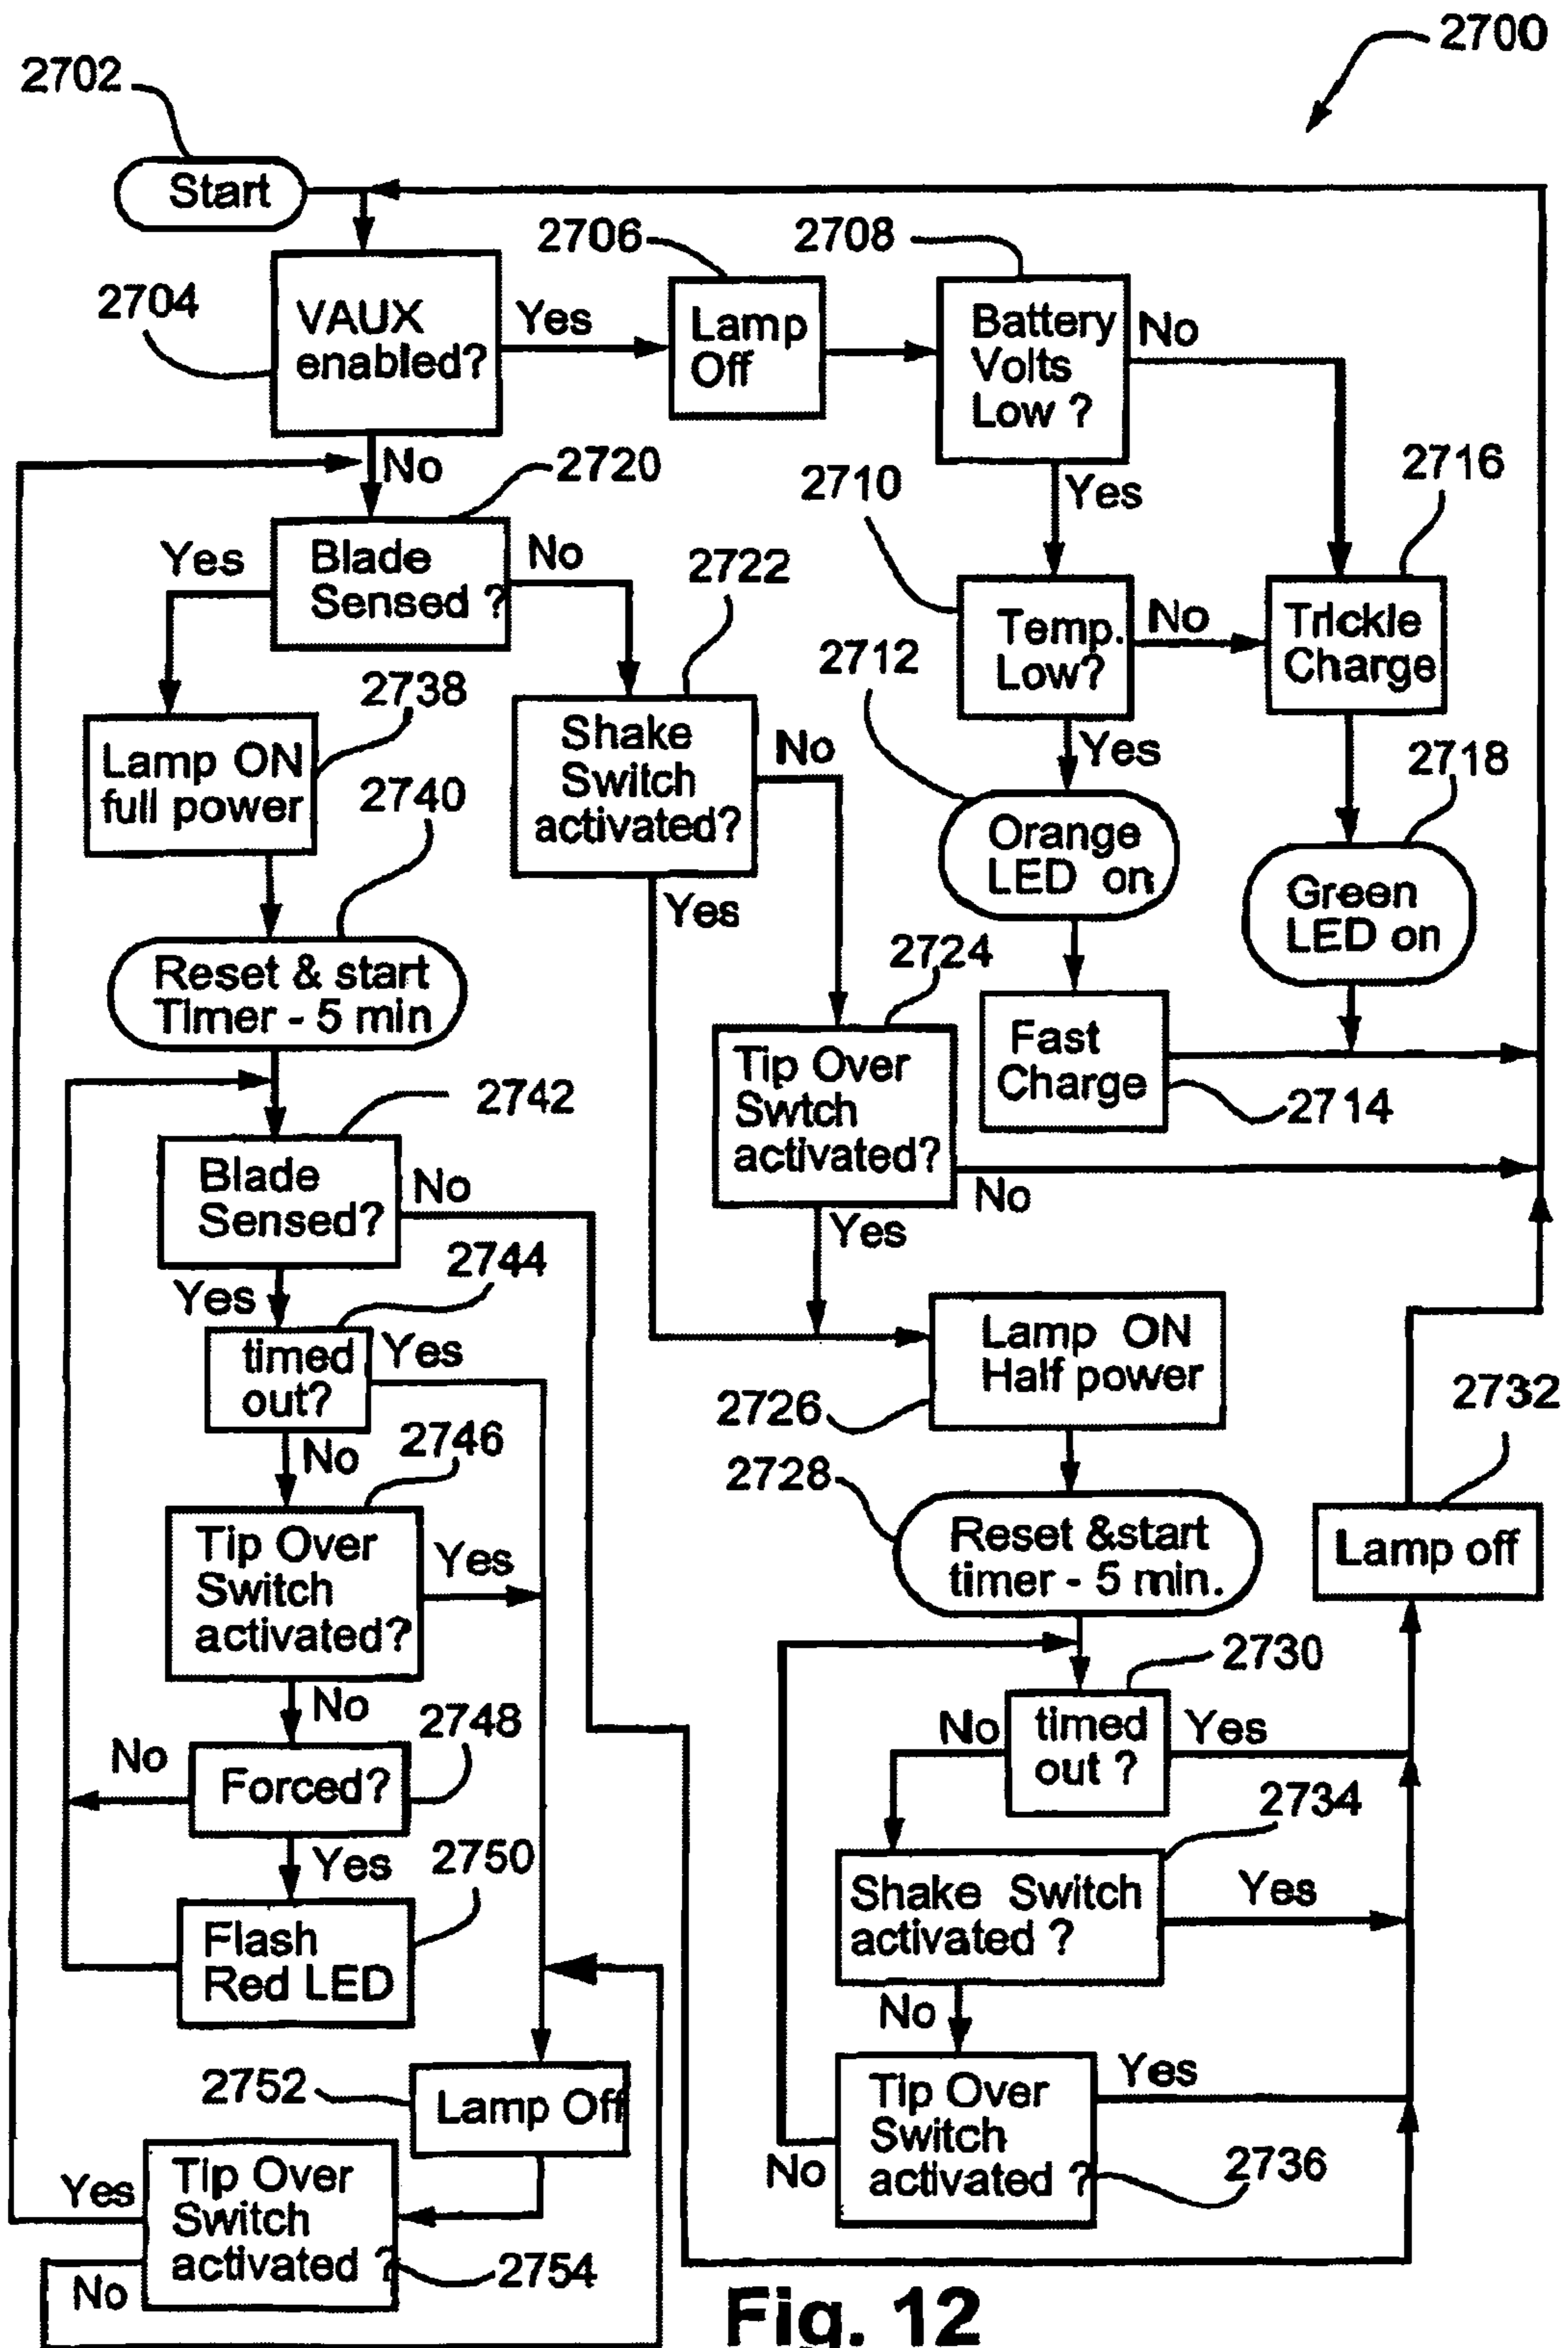 2700
2702
Start
2706
2708
2704
VAUX
enabled?
Yes
Lamp
Off
Battery
Volts
Low ?
No
No
2720
2710
Yes
2716
Yes
Blade
Sensed ?
No
2722
2712
Temp.
Low?
No
Trickle
Charge
2738
Lamp ON
full power
Shake
Switch
activated?
No
Yes
2718
2740
Orange
LED on
Yes
Green
LED on
Reset & start
Timer - 5 min
2724
Tip Over
Swtch
activated?
Fast
Charge
2714
2742
Blade
Sensed?
No
No
Yes
2744
Yes
timed
out?
Yes
Lamp ON
Half power
2726
2732
No
2746
2728
Reset &start
timer - 5 min.
Lamp off
Tip Over
Switch
activated?
Yes
2730
No
2748
No
timed
out ?
Yes
No
Forced?
2734
Yes
2750
Shake Switch
activated ?
Yes
Flash
Red LED
No
2752
Lamp Off
Tip Over
Switch
activated ?
Yes
No
2736
Yes
Tip Over
Switch
activated ?
2754
No
Fig. 12